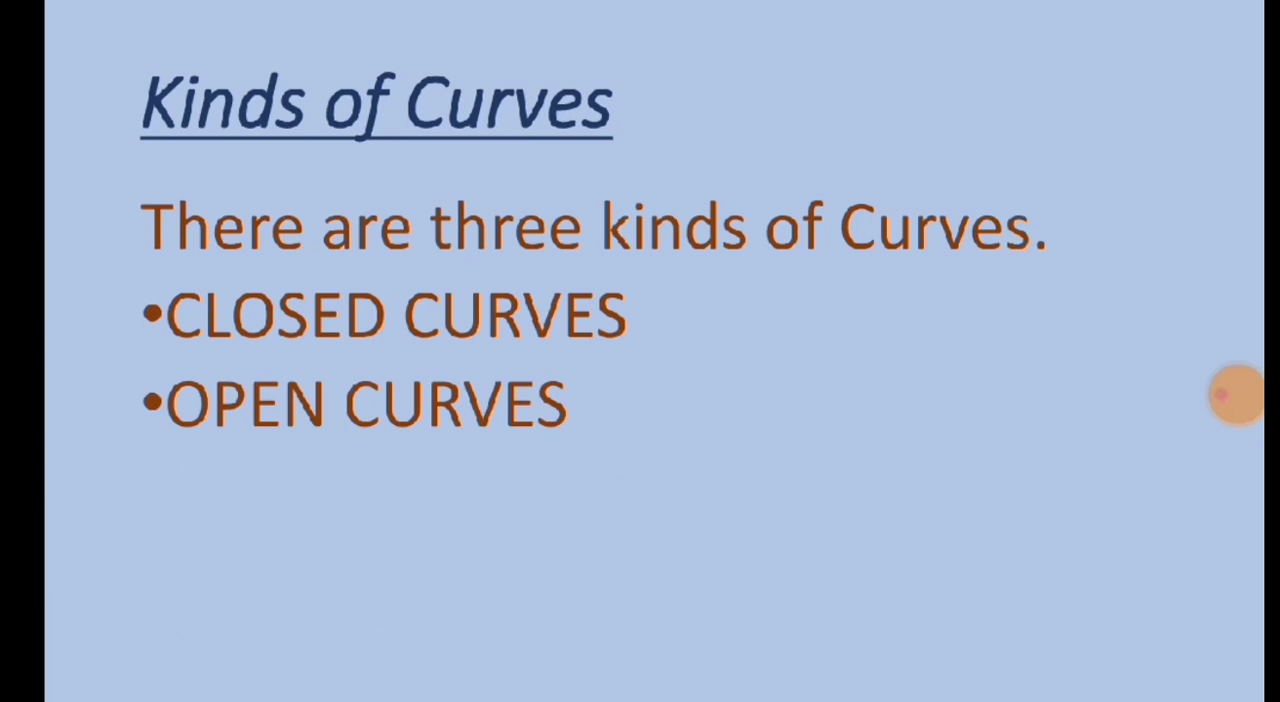 Kinds of Curves
There are three kinds of Curves.
•CLOSED CURVES
•OPEN CURVES